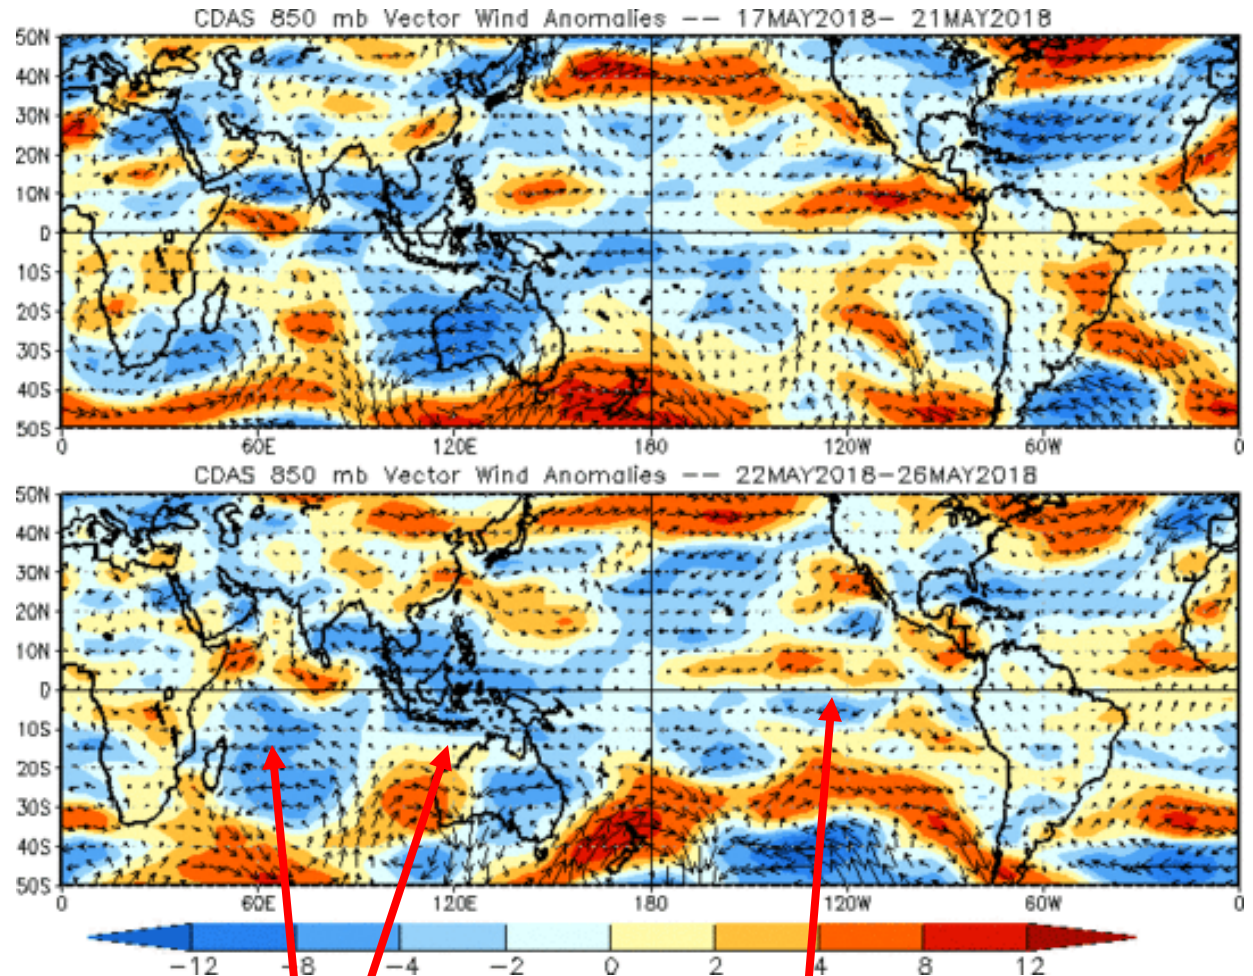 CDAS 850 mb Vector Wind Anomalies -- 17MAY2018- 21MAY2018
50N
40N
30N
20N
10N
0
10S
20S
30S
40S
50S
0 60E 120E 180 120W 60W 0
CDAS 850 mb Vector Wind Anomalies -- 22MAY2018-26MAY2018
50N
40N
30N
20N
10N
0
10S
20S
30S
40S
50S
0 60E 120E 180 120W 60W 0
-12 -8 -4 -2 0 2 4 8 12